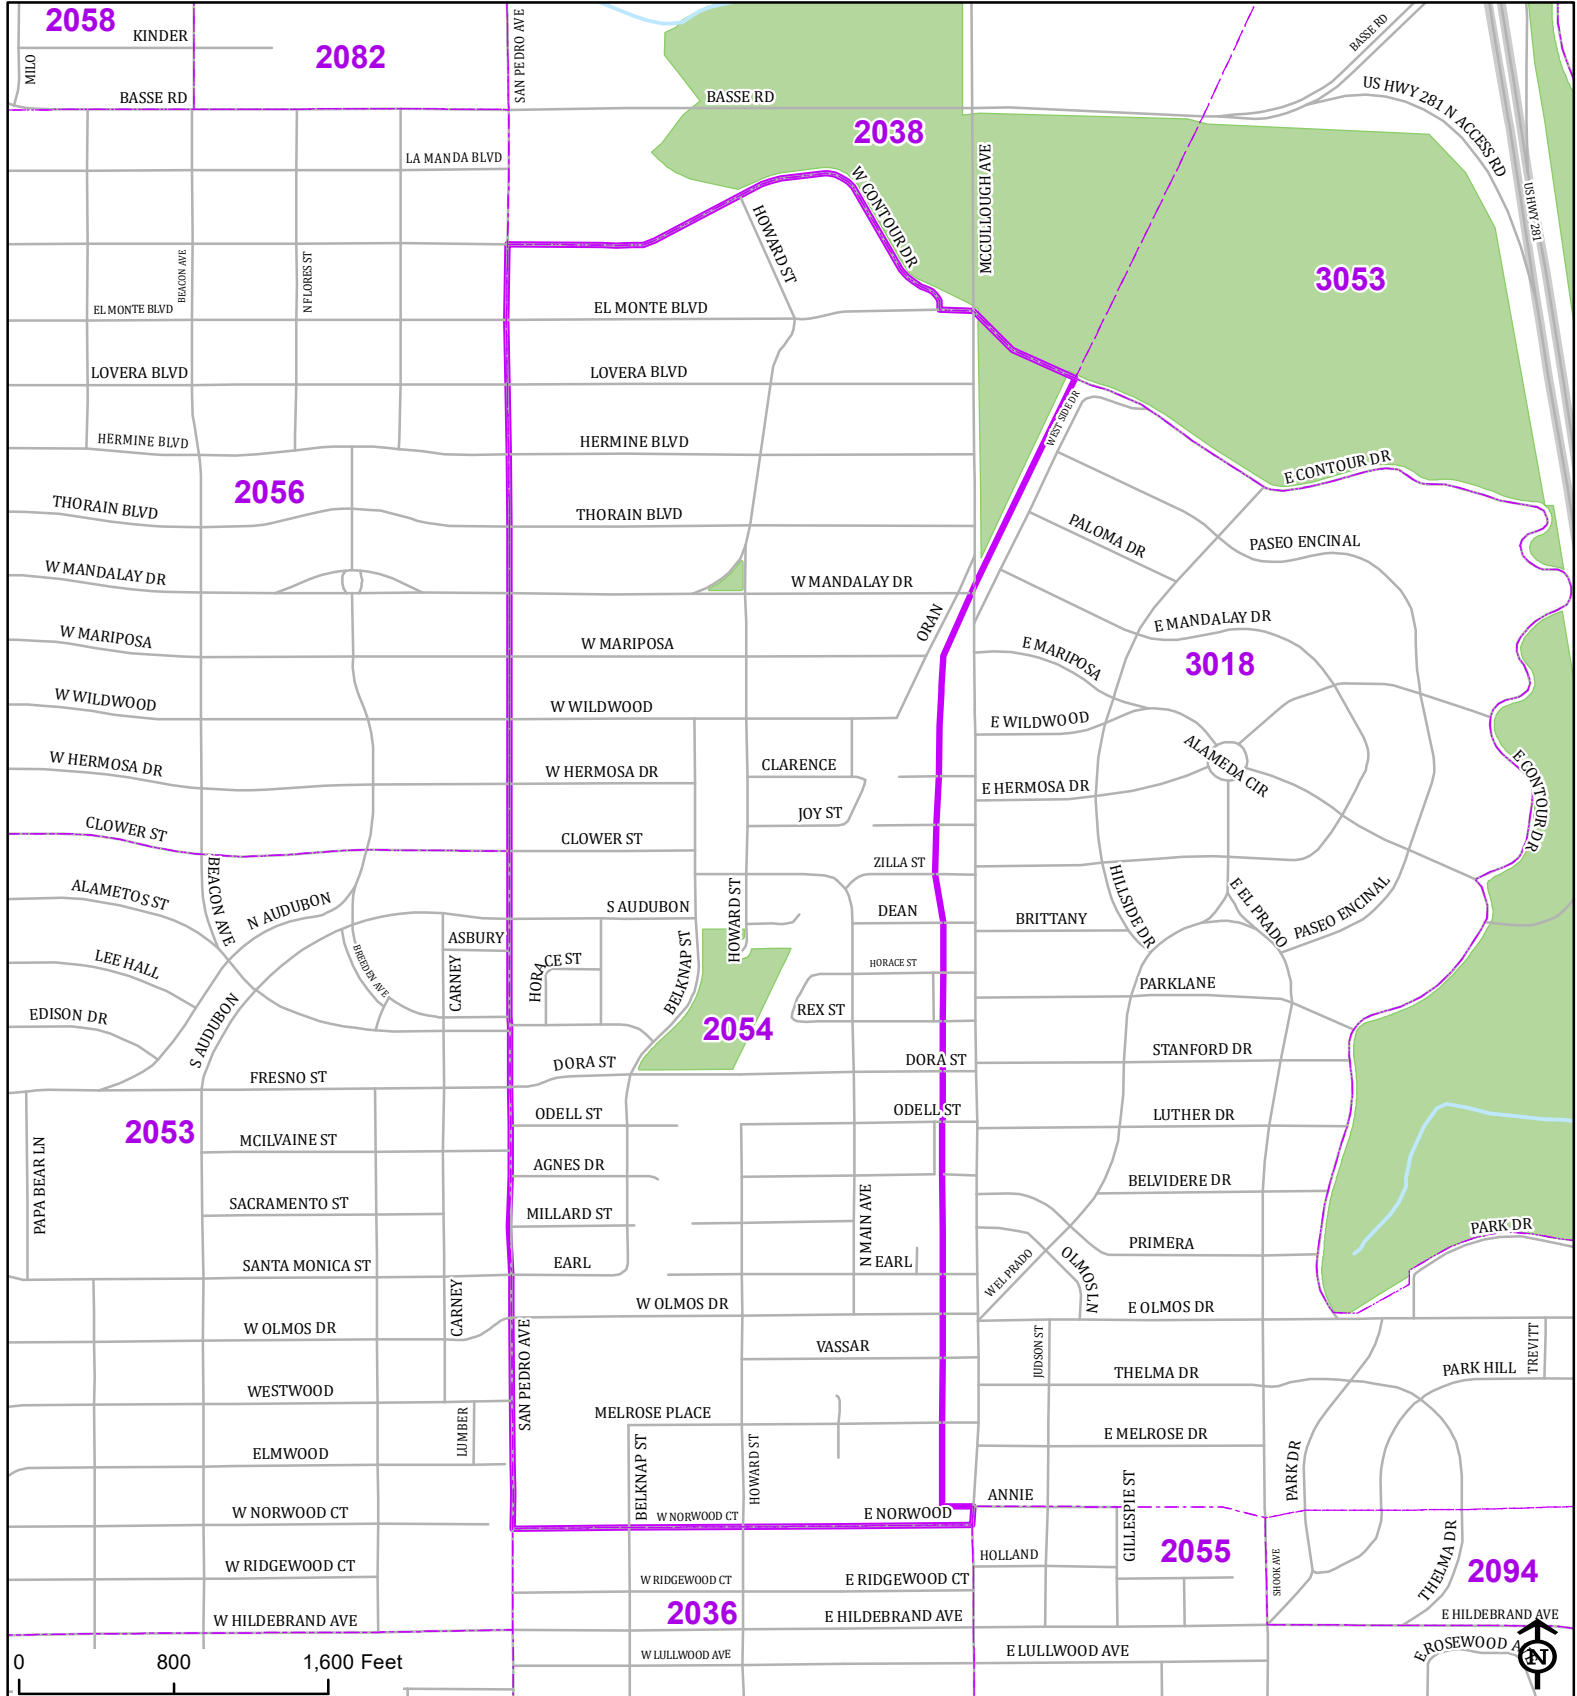 2058
KINDER
2082
SAN PEDRO AVE
BASSE RD
MILO
BASSE RD
BASSE RD
2038
US HWY 281 N ACCESS RD
US HWY 281
LA MANDA BLVD
W CONTOUR DR
MCCULLOUGH AVE
HOWARD ST
BEACON AVE
N FLORES ST
3053
EL MONTE BLVD
EL MONTE BLVD
LOVERA BLVD
LOVERA BLVD
WEST SIDE DR
HERMINE BLVD
HERMINE BLVD
E CONTOUR DR
2056
THORAIN BLVD
THORAIN BLVD
PALOMA DR
PASEO ENCINAL
W MANDALAY DR
W MANDALAY DR
ORAN
E MANDALAY DR
W MARIPOSA
W MARIPOSA
E MARIPOSA
3018
W WILDWOOD
W WILDWOOD
E WILDWOOD
ALAMEDA CIR
W HERMOSA DR
W HERMOSA DR
CLARENCE
E HERMOSA DR
E CONTOUR DR
JOY ST
CLOWER ST
CLOWER ST
ZILLA ST
BEACON AVE
ALAMETOS ST
N AUDUBON
S AUDUBON
HOWARD ST
DEAN
BRITTANY
HILLSIDE DR
E EL PRADO
PASEO ENCINAL
ASBURY
LEE HALL
BREEDEN AVE
CARNEY
HORACE ST
BELKNAP ST
HORACE ST
PARKLANE
EDISON DR
S AUDUBON
2054
REX ST
STANFORD DR
DORA ST
DORA ST
FRESNO ST
ODELL ST
ODELL ST
LUTHER DR
2053
MCILVAINE ST
PAPA BEAR LN
AGNES DR
BELVIDERE DR
SACRAMENTO ST
MILLARD ST
N MAIN AVE
PARK DR
PRIMERA
SANTA MONICA ST
EARL
EARL
W EL PRADO
OLMOS LN
CARNEY
W OLMOS DR
E OLMOS DR
W OLMOS DR
SAN PEDRO AVE
VASSAR
JUDSON ST
TREVITT
THELMA DR
PARK HILL
WESTWOOD
MELROSE PLACE
LUMBER
E MELROSE DR
ELMWOOD
BELKNAP ST
HOWARD ST
PARK DR
GILLESPIE ST
ANNIE
W NORWOOD CT
W NORWOOD CT
E NORWOOD
HOLLAND
2055
SHOOK AVE
THELMA DR
2094
W RIDGEWOOD CT
W RIDGEWOOD CT
E RIDGEWOOD CT
2036
W HILDEBRAND AVE
E HILDEBRAND AVE
E HILDEBRAND AVE
W LULLWOOD AVE
E LULLWOOD AVE
E ROSEWOOD
N
0 800 1,600 Feet